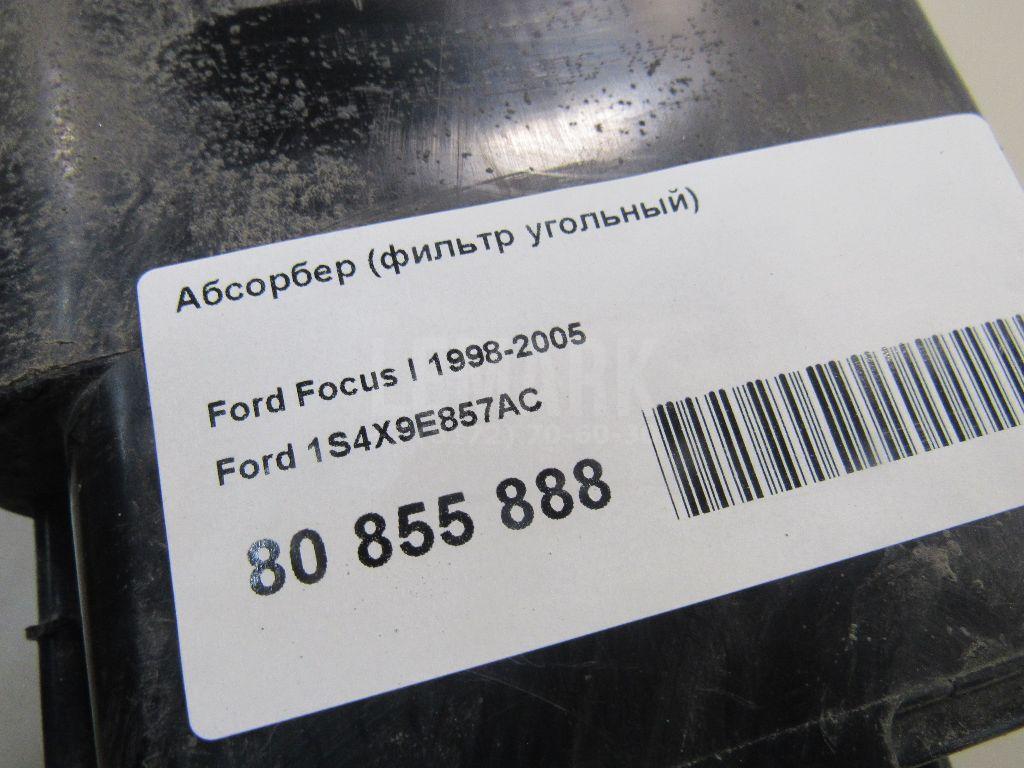 Абсорбер (фильтр угольный)
Ford Focus I 1998-2005
Ford 1S4X9E857AC
80 855 888